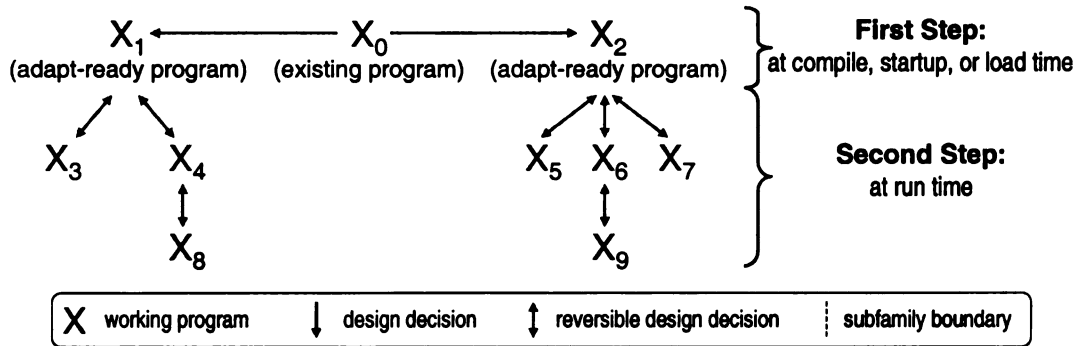 X1 X0 X2 First Step:
(adapt-ready program) (existing program) (adapt-ready program) at compile, startup, or load time
X3 X4 X5 X6 X7 Second Step:
at run time
X8 X9
X working program design decision reversible design decision subfamily boundary